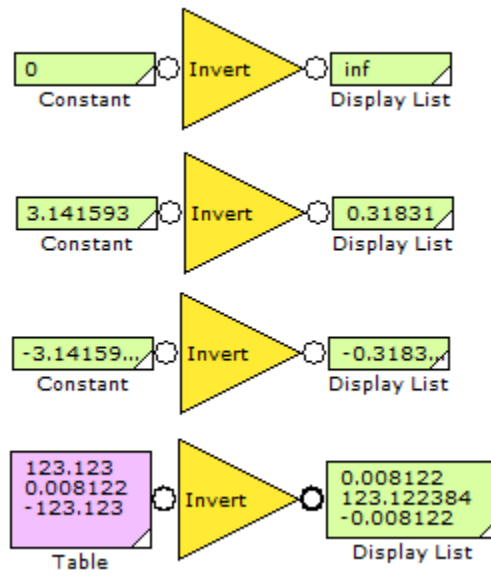 0
Invert
inf
Constant
Display List
3.141593
Invert
0.31831
Constant
Display List
-3.14159...
Invert
-0.3183...
Constant
Display List
123.123
0.008122
-123.123
Invert
0.008122
123.122384
-0.008122
Table
Display List